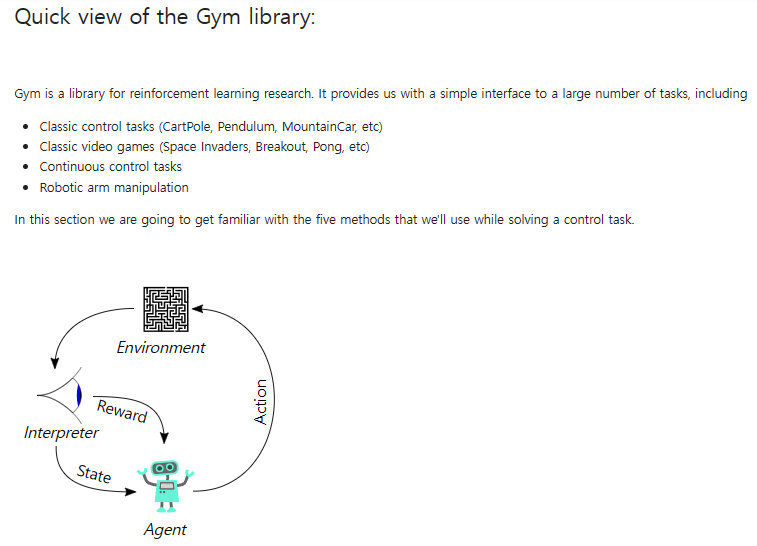 Quick view of the Gym library:
Gym is a library for reinforcement learning research. It provides us with a simple interface to a large number of tasks, including
• Classic control tasks (CartPole, Pendulum, MountainCar, etc)
• Classic video games (Space Invaders, Breakout, Pong, etc)
• Continuous control tasks
• Robotic arm manipulation
In this section we are going to get familiar with the five methods that we'll use while solving a control task.
Environment
Action
Reward
Interpreter
State
Agent